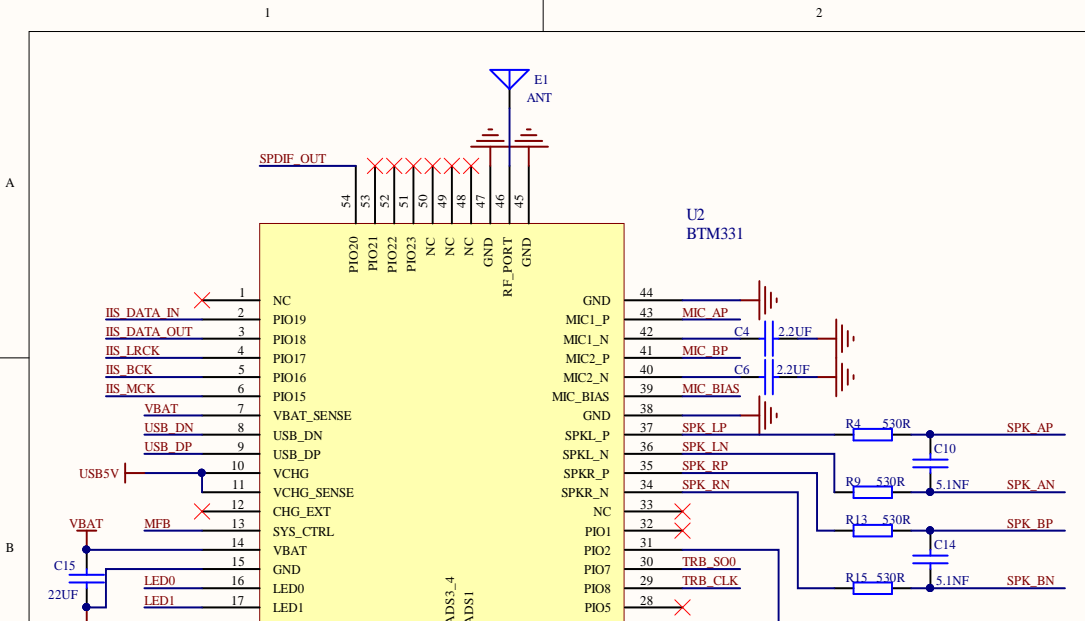 1 2
E1
ANT
SPDIF_OUT
A
54 53 52 51 50 49 48 47 46 45
U2
BTM331
PIO20 PIO21 PIO22 PIO23 NC NC NC GND RF_PORT GND
1 NC GND 44
IIS_DATA_IN 2 PIO19 MIC1_P 43 MIC_AP
IIS_DATA_OUT 3 PIO18 MIC1_N 42 C4 2.2UF
IIS_LRCK 4 PIO17 MIC2_P 41 MIC_BP
IIS_BCK 5 PIO16 MIC2_N 40 C6 2.2UF
IIS_MCK 6 PIO15 MIC_BIAS 39 MIC_BIAS
VBAT 7 VBAT_SENSE GND 38
USB_DN 8 USB_DN SPKL_P 37 SPK_LP R4 530R SPK_AP
USB_DP 9 USB_DP SPKL_N 36 SPK_LN C10
USB5V 10 VCHG SPKR_P 35 SPK_RP
11 VCHG_SENSE SPKR_N 34 SPK_RN R9 530R 5.1NF SPK_AN
12 CHG_EXT NC 33
VBAT MFB 13 SYS_CTRL PIO1 32 R13 530R SPK_BP
B 14 VBAT PIO2 31 C14
C15 15 GND PIO7 30 TRB_SO0
22UF LED0 16 LED0 PIO8 29 TRB_CLK R15 530R 5.1NF SPK_BN
LED1 17 LED1 PIO5 28
ADS3_4
ADS1